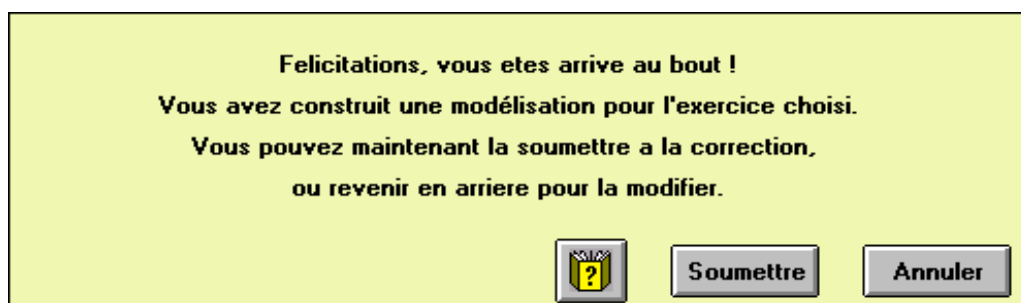 Felicitations, vous etes arrive au bout !
Vous avez construit une modélisation pour l'exercice choisi.
Vous pouvez maintenant la soumettre a la correction,
ou revenir en arriere pour la modifier.
? Soumettre Annuler